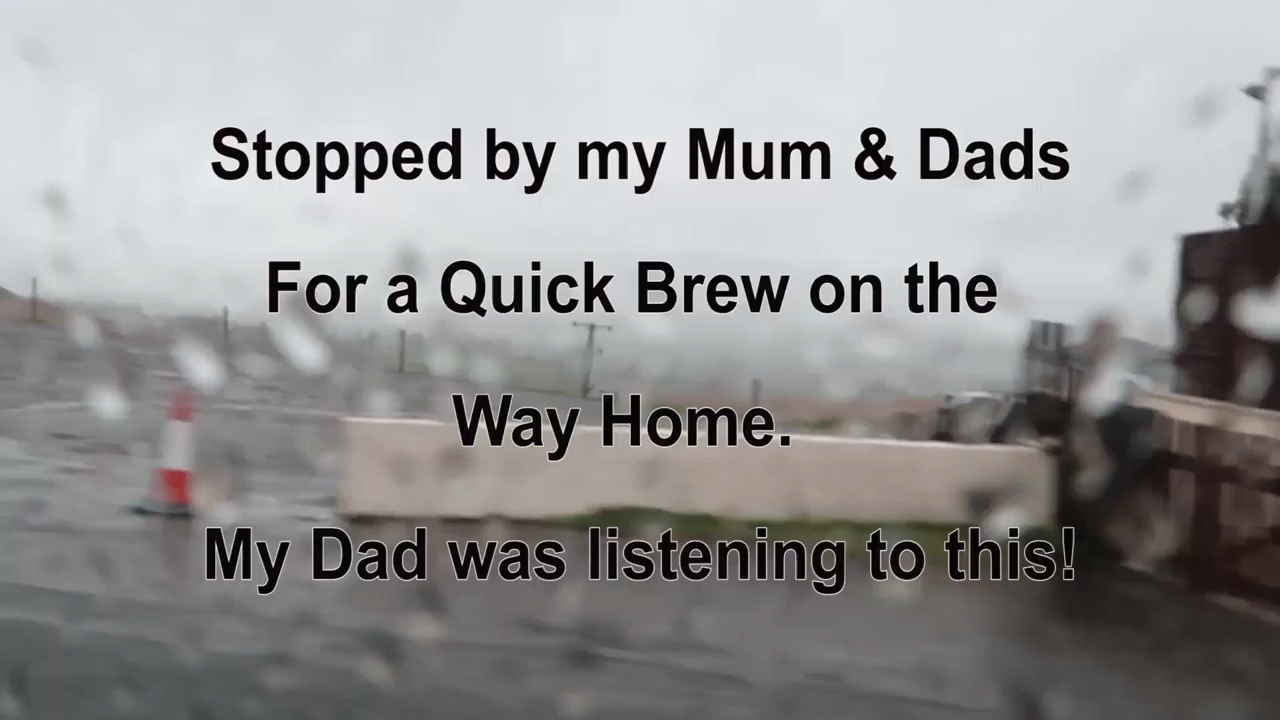 Stopped by my Mum & Dads
For a Quick Brew on the
Way Home.
My Dad was listening to this!